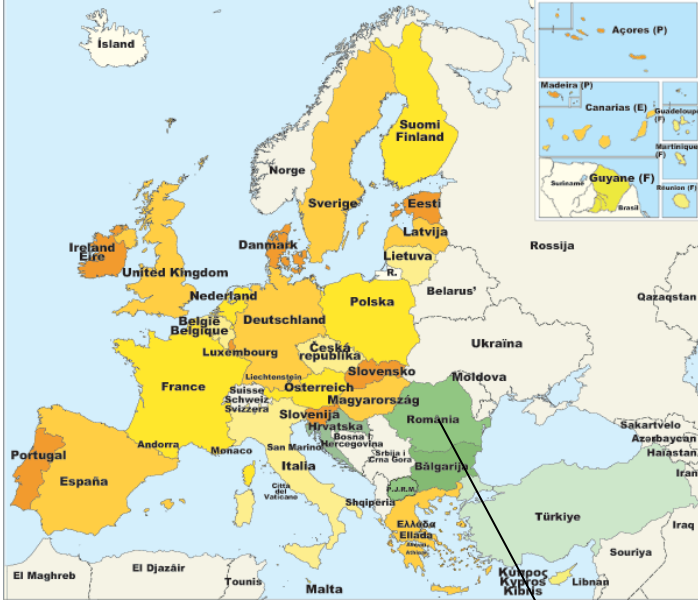 Ísland
Açores (P)
Madeira (P)
Canarias (E)
Guadeloupe
(F)
Martinique
(F)
Guyane (F)
Suriname
Brasil
Réunion (F)
Suomi
Finland
Norge
Sverige
Eesti
Latvija
Lietuva
R.
Rossija
Ireland
Éire
United Kingdom
Danmark
Nederland
België
Belgique
Luxembourg
Deutschland
Polska
Belarus'
Qazaqstan
Česká
republika
Ukraïna
Slovensko
Liechtenstein
Österreich
Moldova
France
Suisse
Schweiz
Svizzera
Magyarország
Slovenija
Hrvatska
România
Bosna i
Hercegovina
Sakartvelo
Azərbaycan
Haïastan
Iran
Andorra
Monaco
San Marino
Italia
Srbija i
Crna Gora
Bălgarija
Portugal
España
Città
del
Vaticano
Shqipëria
F.J.R.M.
Türkiye
Iraq
Ελλάδα
Ellada
Souriya
Κύπρος
Kypros
Kıbrıs
Libnan
El Maghreb
El Djazâir
Tounis
Malta